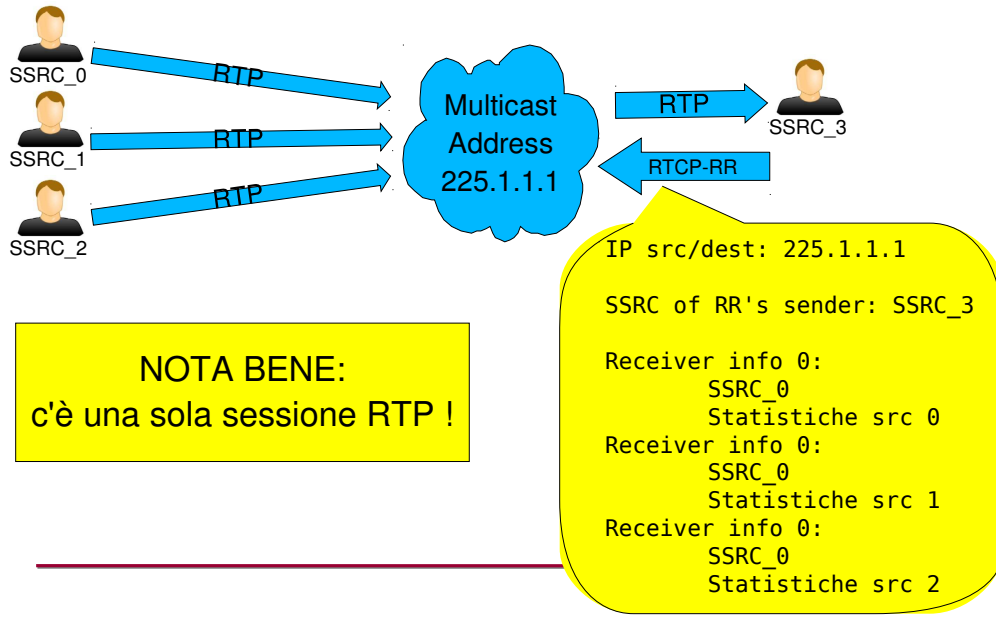 SSRC_0
RTP
SSRC_1
RTP
SSRC_2
RTP
Multicast
Address
225.1.1.1
RTP
SSRC_3
RTCP-RR
IP src/dest: 225.1.1.1
SSRC of RR's sender: SSRC_3
Receiver info 0:
SSRC_0
Statistiche src 0
Receiver info 0:
SSRC_0
Statistiche src 1
Receiver info 0:
SSRC_0
Statistiche src 2
NOTA BENE:
c'è una sola sessione RTP !